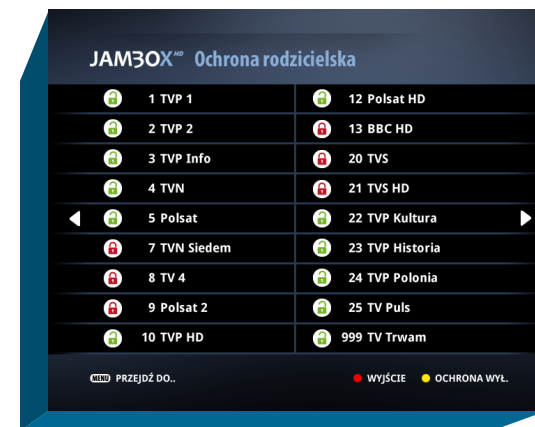 JAMBOX HD Ochrona rodzicielska
1 TVP 1
2 TVP 2
3 TVP Info
4 TVN
5 Polsat
7 TVN Siedem
8 TV 4
9 Polsat 2
10 TVP HD
12 Polsat HD
13 BBC HD
20 TVS
21 TVS HD
22 TVP Kultura
23 TVP Historia
24 TVP Polonia
25 TV Puls
999 TV Trwam
MENU PRZEJDŹ DO..
WYJŚCIE OCHRONA WYŁ.